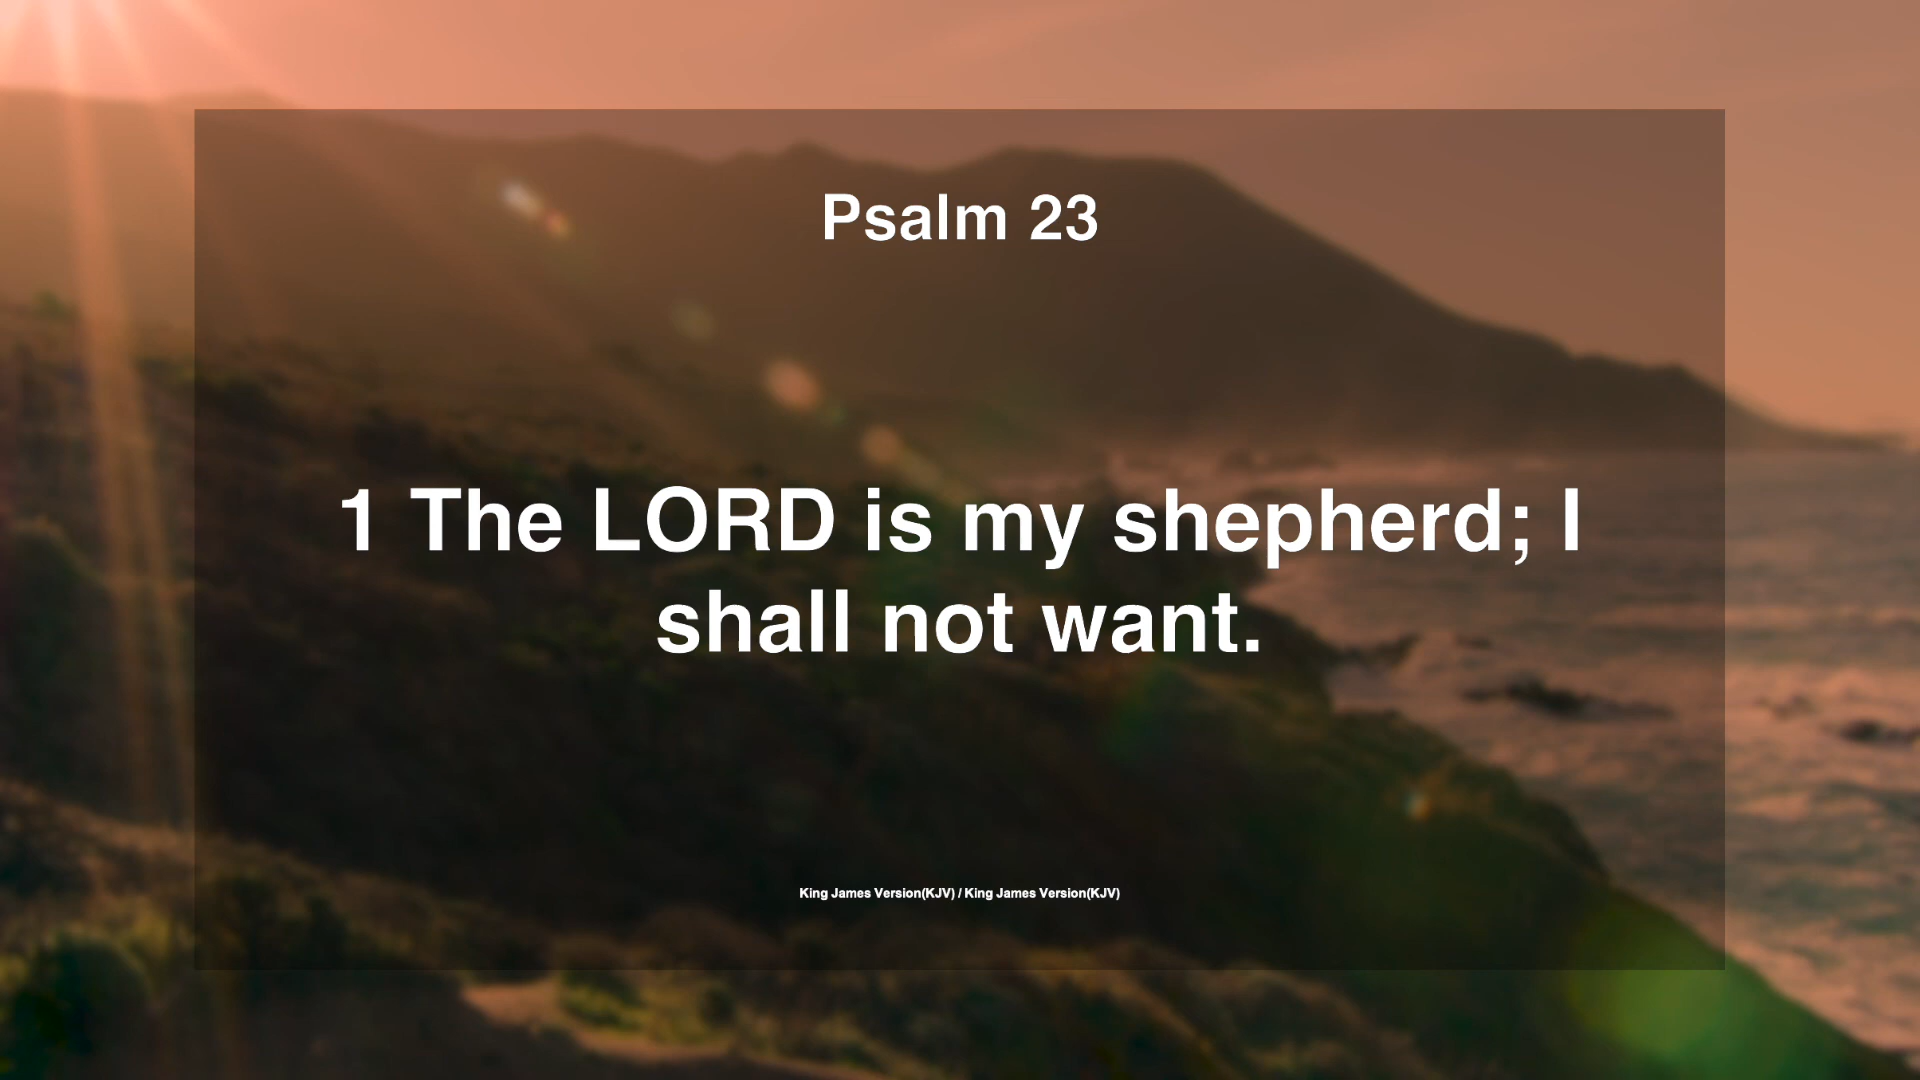 Psalm 23
1 The LORD is my shepherd; I
shall not want.
King James Version(KJV) / King James Version(KJV)